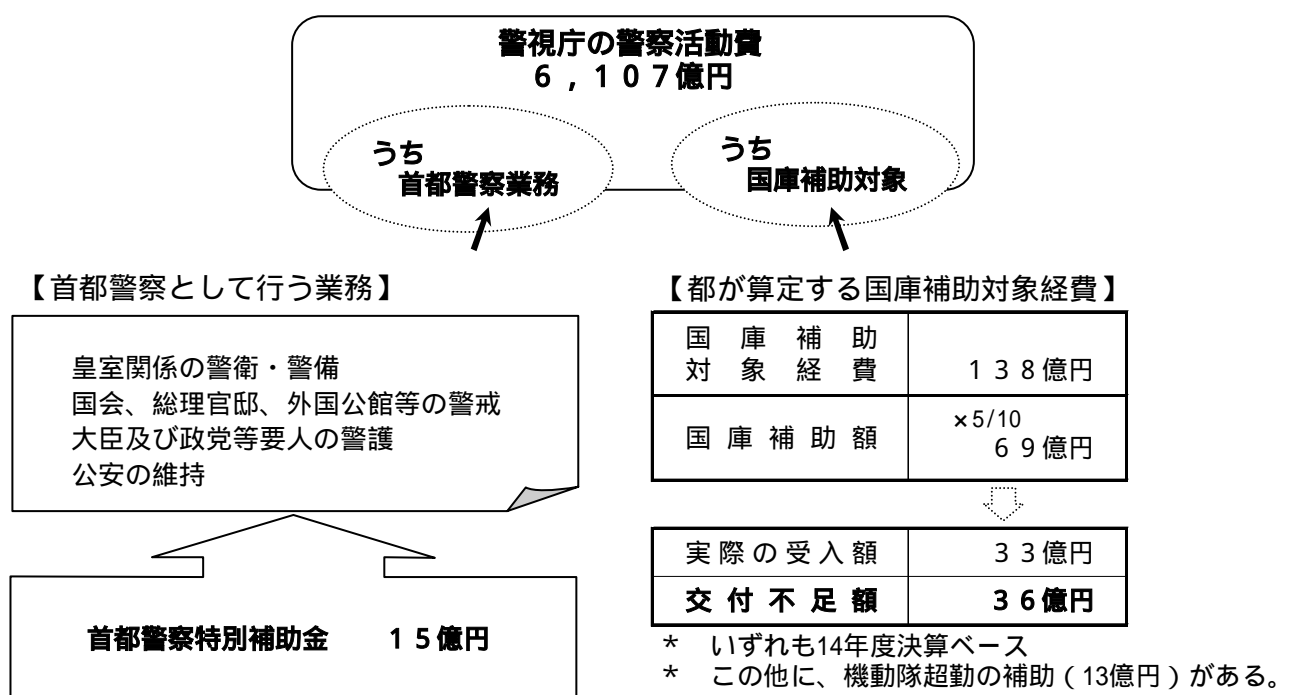 警視庁の警察活動費
６，１０７億円
うち
首都警察業務
うち
国庫補助対象
【首都警察として行う業務】
皇室関係の警衛・警備
国会、総理官邸、外国公館等の警戒
大臣及び政党等要人の警護
公安の維持
首都警察特別補助金　１５億円
【都が算定する国庫補助対象経費】
国庫補助
対象経費　１３８億円
×5/10
国庫補助額　６９億円
実際の受入額　３３億円
交付不足額　３６億円
*　いずれも14年度決算ベース
*　この他に、機動隊超勤の補助（13億円）がある。